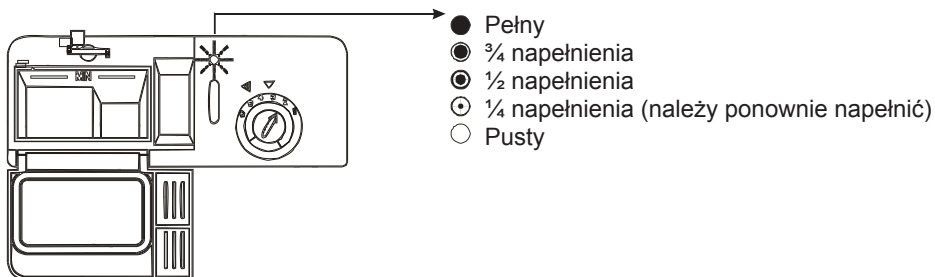 Pełny
¾ napełnienia
½ napełnienia
¼ napełnienia (należy ponownie napełnić)
Pusty